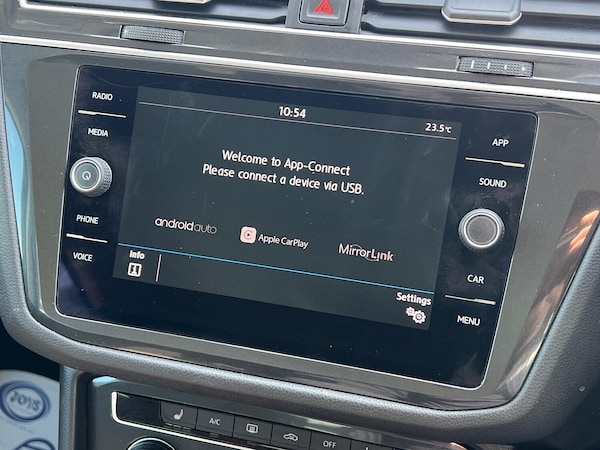 10:54
23.5°C
RADIO
MEDIA
PHONE
VOICE
Welcome to App-Connect
Please connect a device via USB.
androidauto
Apple CarPlay
MirrorLink
Info
Settings
APP
SOUND
CAR
MENU
A/C
OFF
JOYS